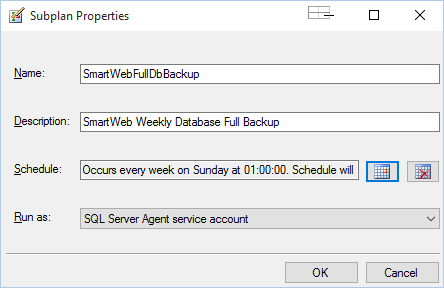 Subplan Properties
Name: SmartWebFullDbBackup
Description: SmartWeb Weekly Database Full Backup
Schedule: Occurs every week on Sunday at 01:00:00. Schedule will
Run as: SQL Server Agent service account
OK Cancel